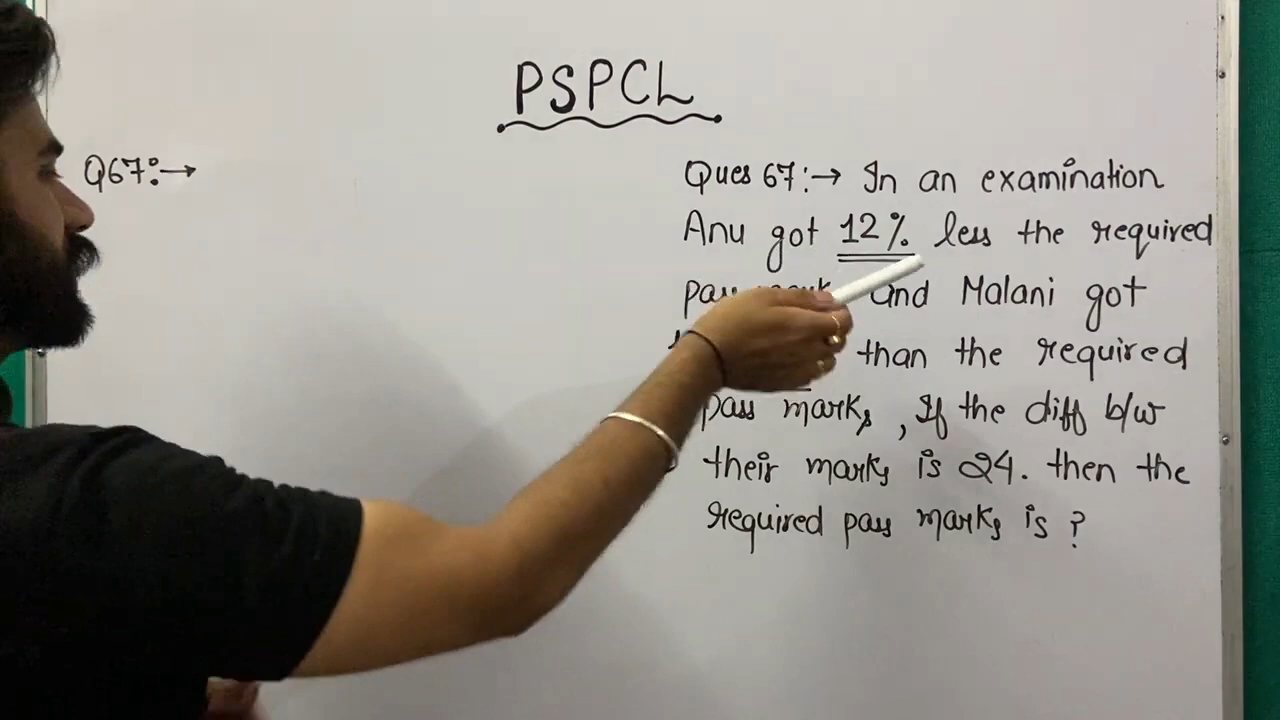 PSPCL
Q67:→
Ques 67:→ In an examination
Anu got 12% less the required
and Malani got
than the required
pass marks, If the diff b/w
their marks is 24. then the
required pass marks is ?